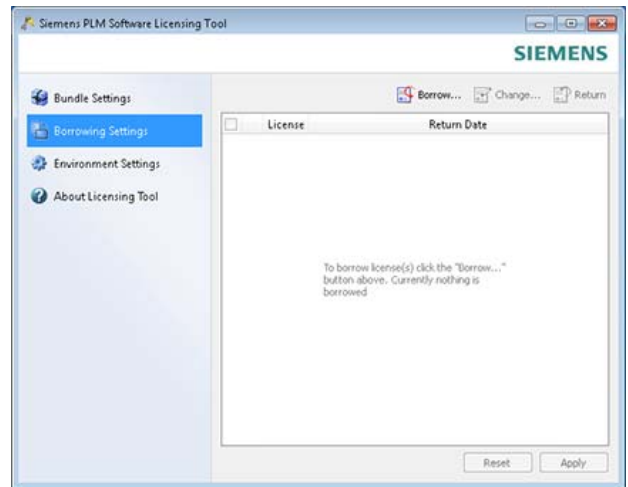 Siemens PLM Software Licensing Tool
SIEMENS
Bundle Settings
Borrowing Settings
Environment Settings
About Licensing Tool
Borrow... Change... Return
License Return Date
To borrow license(s) click the "Borrow..."
button above. Currently nothing is
borrowed
Reset Apply